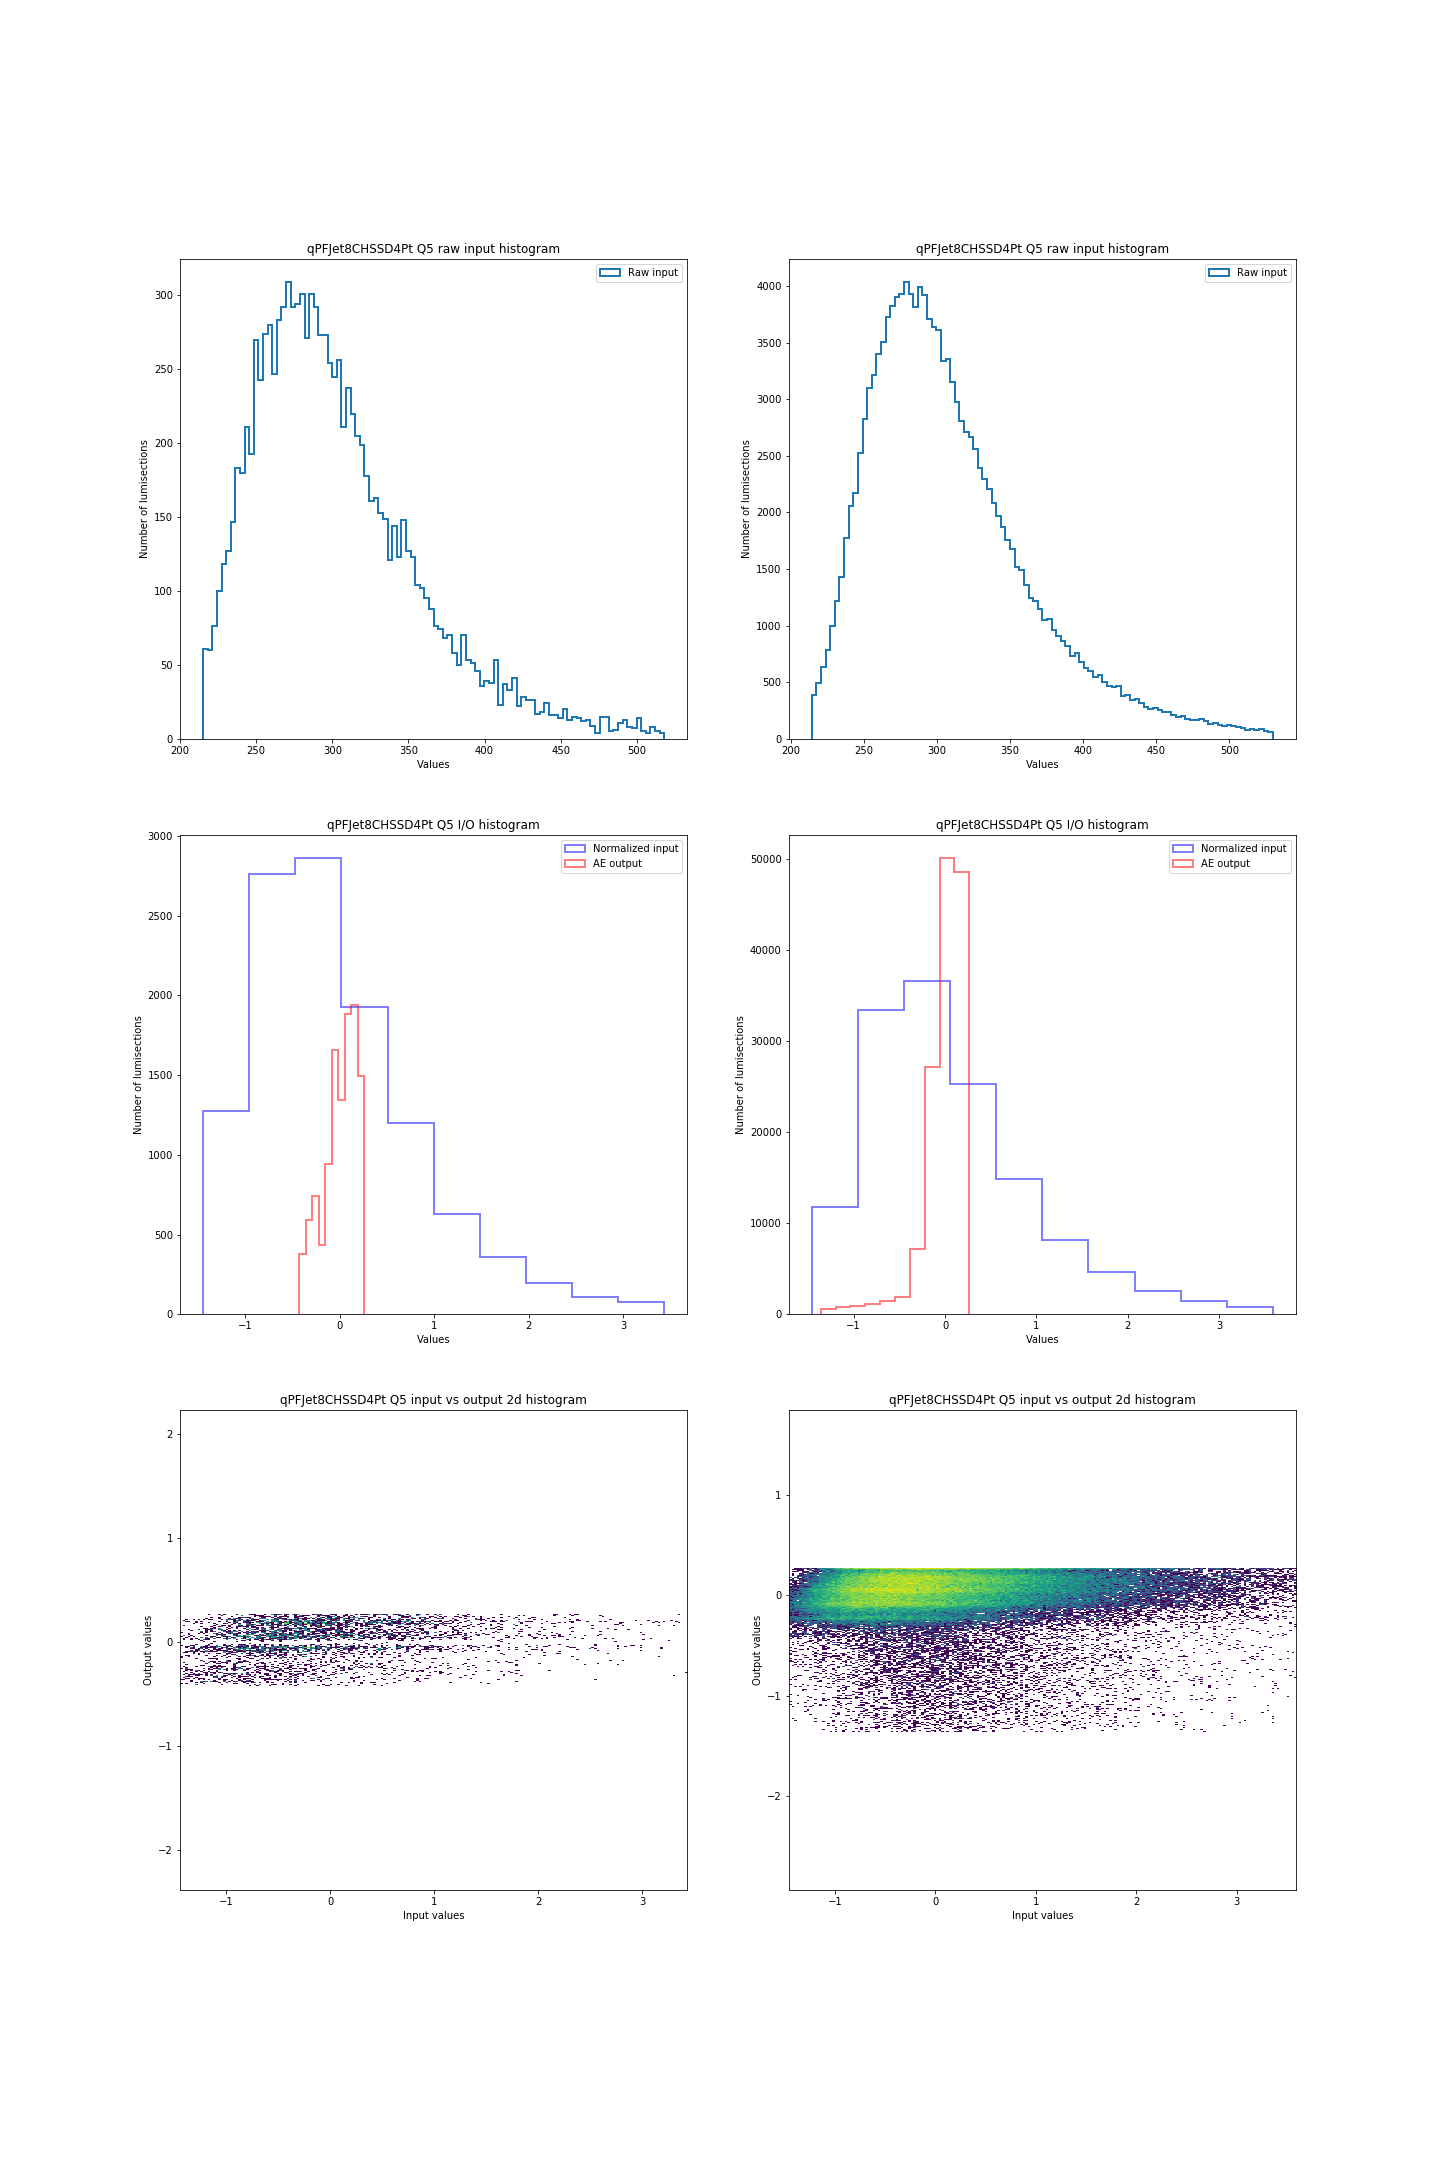 qPFJet8CHSSD4Pt Q5 raw input histogram
Raw input
300
250
200
150
100
50
0
Number of lumisections
200 250 300 350 400 450 500
Values
qPFJet8CHSSD4Pt Q5 raw input histogram
Raw input
4000
3500
3000
2500
2000
1500
1000
500
0
Number of lumisections
200 250 300 350 400 450 500
Values
qPFJet8CHSSD4Pt Q5 I/O histogram
Normalized input
AE output
3000
2500
2000
1500
1000
500
0
Number of lumisections
−1 0 1 2 3
Values
qPFJet8CHSSD4Pt Q5 I/O histogram
Normalized input
AE output
50000
40000
30000
20000
10000
0
Number of lumisections
−1 0 1 2 3
Values
qPFJet8CHSSD4Pt Q5 input vs output 2d histogram
2
1
0
−1
−2
Output values
−1 0 1 2 3
Input values
qPFJet8CHSSD4Pt Q5 input vs output 2d histogram
1
0
−1
−2
Output values
−1 0 1 2 3
Input values